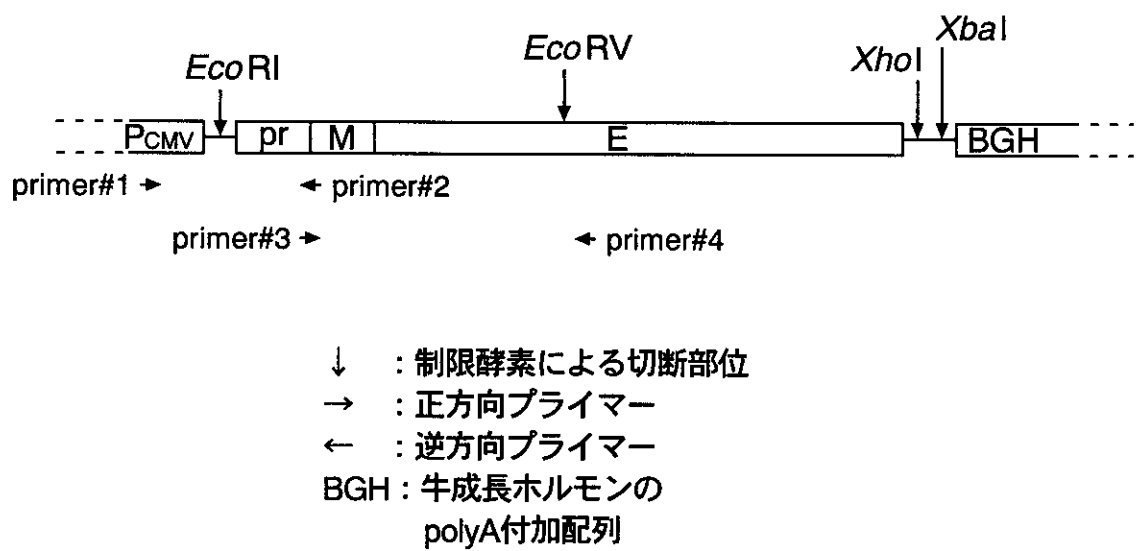 EcoRI
EcoRV
XhoI
XbaI
PCMV
pr
M
E
BGH
primer#1 →
← primer#2
primer#3 →
← primer#4
↓ : 制限酵素による切断部位
→ : 正方向プライマー
← : 逆方向プライマー
BGH : 牛成長ホルモンの
polyA付加配列